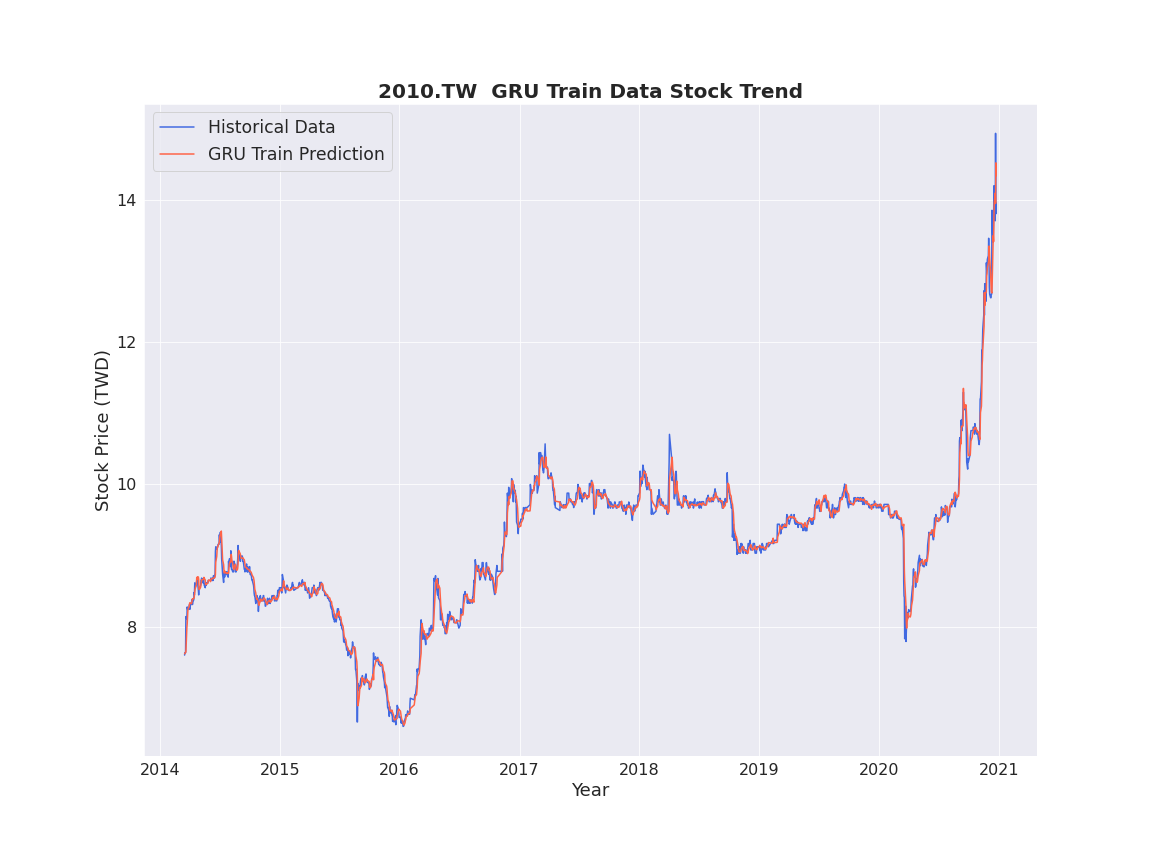 2010.TW  GRU Train Data Stock Trend
Historical Data
GRU Train Prediction
14
12
10
8
Stock Price (TWD)
2014 2015 2016 2017 2018 2019 2020 2021
Year